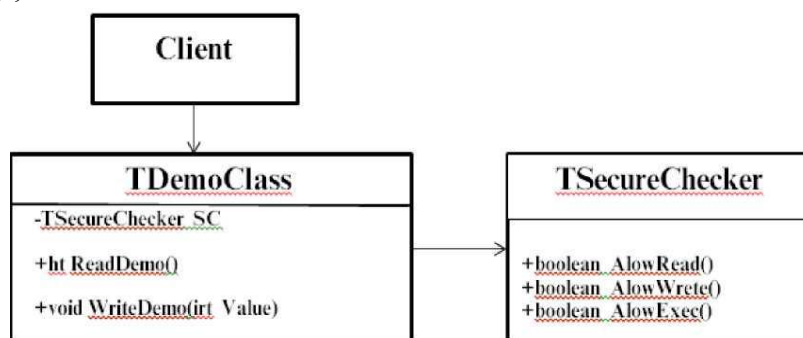 Client
TDemoClass
-TSecureChecker SC
+ht ReadDemo()
+void WriteDemo(irt Value)
TSecureChecker
+boolean AlowRead()
+boolean AlowWrete()
+boolean AlowExec()